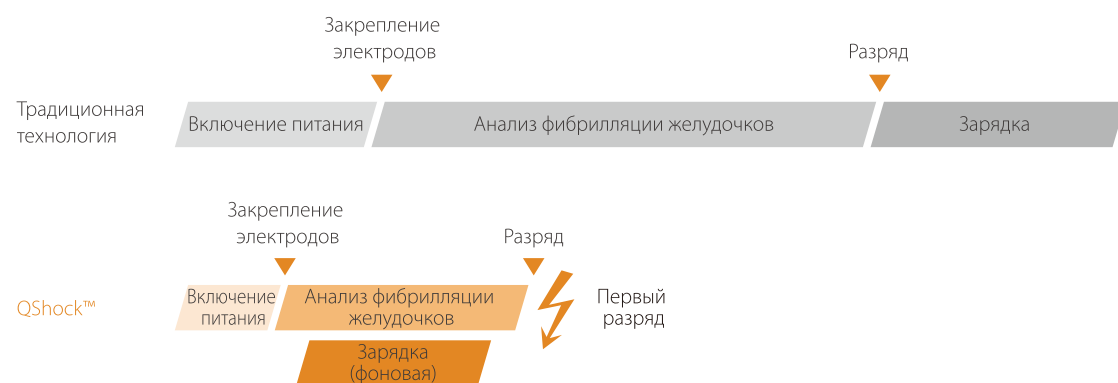 Закрепление
электродов
Разряд
Традиционная
технология
Включение питания
Анализ фибрилляции желудочков
Зарядка
Закрепление
электродов
Разряд
QShock™
Включение
питания
Анализ фибрилляции
желудочков
Первый
разряд
Зарядка
(фоновая)